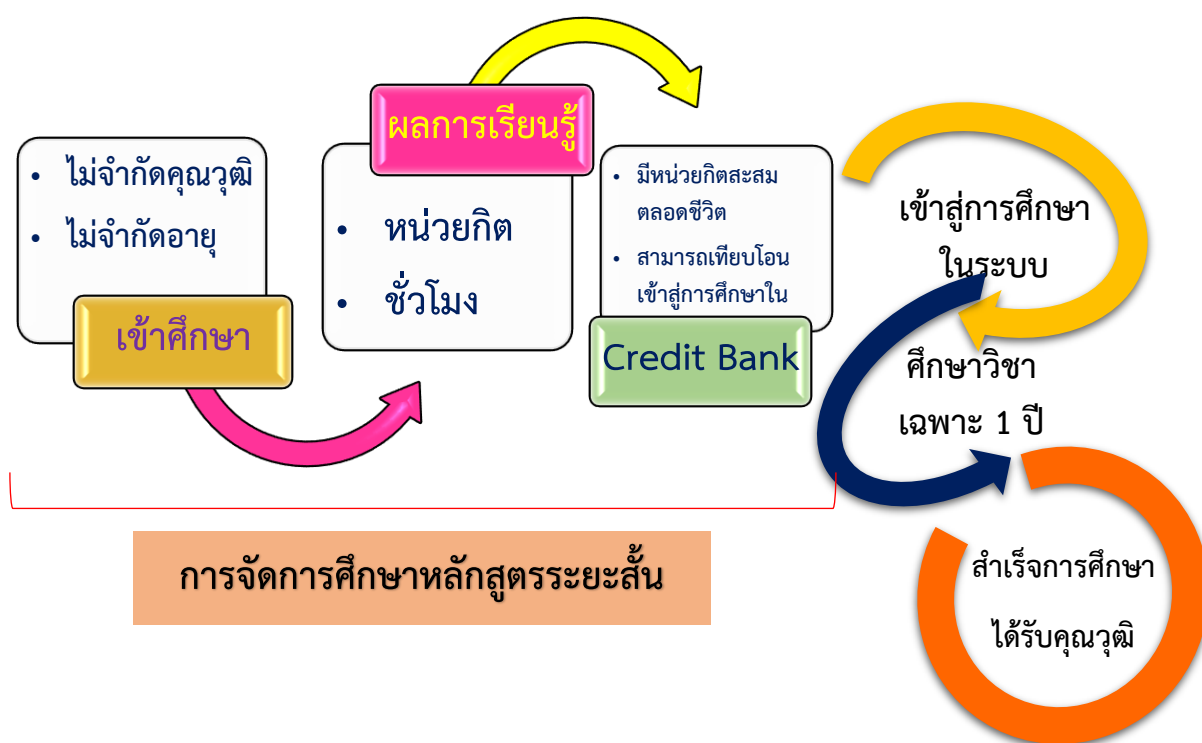 ไม่จำกัดคุณวุฒิ
ไม่จำกัดอายุ
เข้าศึกษา
ผลการเรียนรู้
หน่วยกิต
ชั่วโมง
มีหน่วยกิตสะสม
ตลอดชีวิต
สามารถเทียบโอน
เข้าสู่การศึกษาใน
Credit Bank
เข้าสู่การศึกษา
ในระบบ
ศึกษาวิชา
เฉพาะ 1 ปี
สำเร็จการศึกษา
ได้รับคุณวุฒิ
การจัดการศึกษาหลักสูตรระยะสั้น